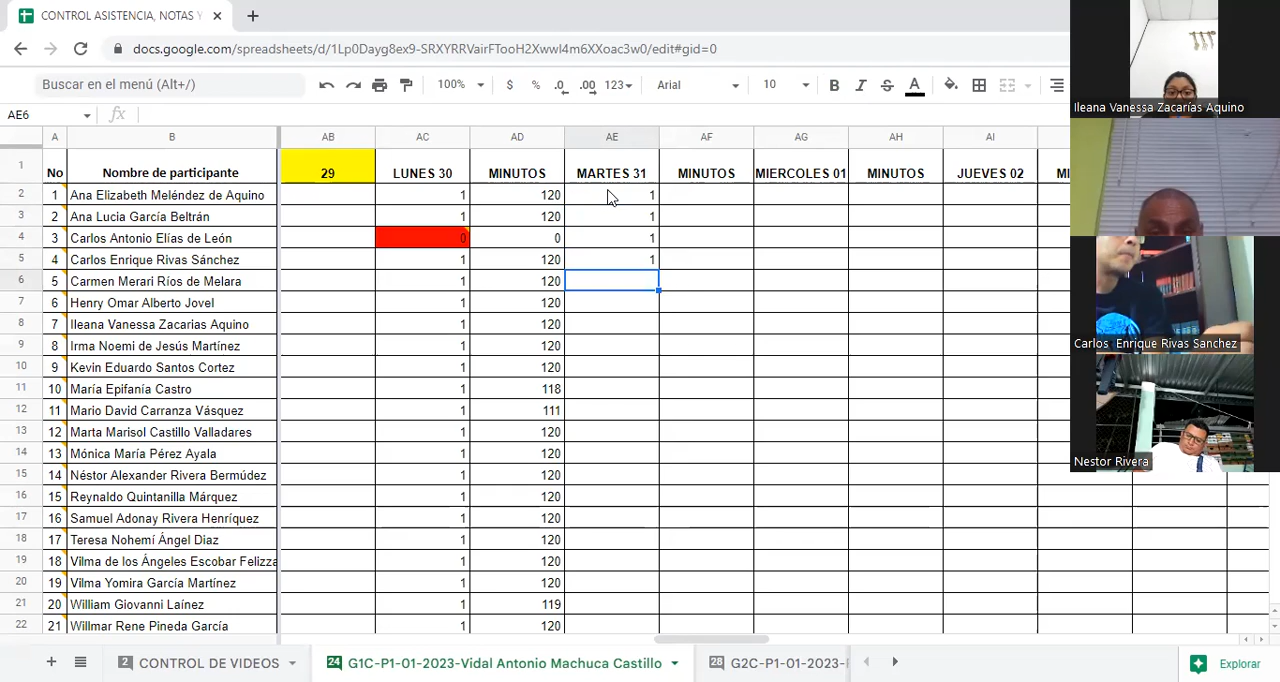 CONTROL ASISTENCIA, NOTAS Y
docs.google.com/spreadsheets/d/1Lp0Dayg8ex9-SRXYRRVairFTooH2Xwwl4m6XXoac3w0/edit#gid=0
Buscar en el menú (Alt+/) 100% $ % .0 .00 123 Arial 10 B I S A
AE6 fx
A B AB AC AD AE AF AG AH AI
1 No Nombre de participante 29 LUNES 30 MINUTOS MARTES 31 MINUTOS MIERCOLES 01 MINUTOS JUEVES 02 MI
2 1 Ana Elizabeth Meléndez de Aquino 1 120 1
3 2 Ana Lucia García Beltrán 1 120 1
4 3 Carlos Antonio Elías de León 0 0 1
5 4 Carlos Enrique Rivas Sánchez 1 120 1
6 5 Carmen Merari Ríos de Melara 1 120
7 6 Henry Omar Alberto Jovel 1 120
8 7 Ileana Vanessa Zacarias Aquino 1 120
9 8 Irma Noemi de Jesús Martínez 1 120
10 9 Kevin Eduardo Santos Cortez 1 120
11 10 María Epifanía Castro 1 118
12 11 Mario David Carranza Vásquez 1 111
13 12 Marta Marisol Castillo Valladares 1 120
14 13 Mónica María Pérez Ayala 1 120
15 14 Néstor Alexander Rivera Bermúdez 1 120
16 15 Reynaldo Quintanilla Márquez 1 120
17 16 Samuel Adonay Rivera Henríquez 1 120
18 17 Teresa Nohemí Ángel Diaz 1 120
19 18 Vilma de los Ángeles Escobar Felizza 1 120
20 19 Vilma Yomira García Martínez 1 120
21 20 William Giovanni Laínez 1 119
22 21 Willmar Rene Pineda García 1 120
2 CONTROL DE VIDEOS 24 G1C-P1-01-2023-Vidal Antonio Machuca Castillo 28 G2C-P1-01-2023- Explorar
Ileana Vanessa Zacarías Aquino
Carlos Enrique Rivas Sanchez
Nestor Rivera